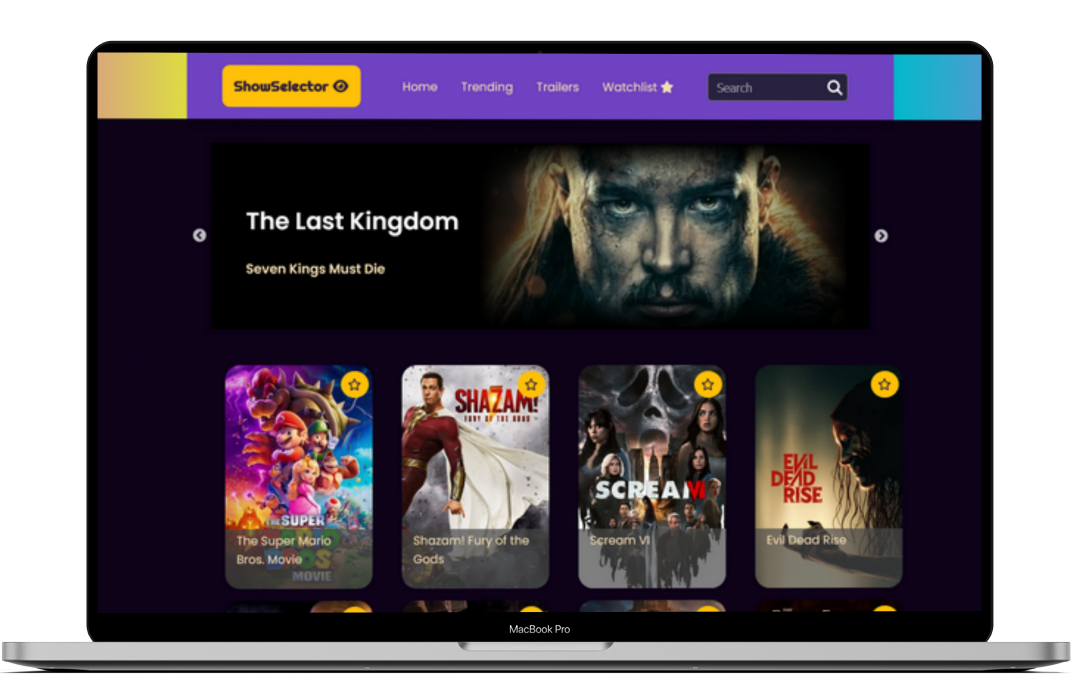 ShowSelector
Home
Trending
Trailers
Watchlist
Search
The Last Kingdom
Seven Kings Must Die
SHAZAM!
FURY OF THE GODS
SCREAM VI
EVIL
DEAD
RISE
THE SUPER
BROS.
MOVIE
The Super Mario
Bros. Movie
Shazam! Fury of the
Gods
Scream VI
Evil Dead Rise
MacBook Pro